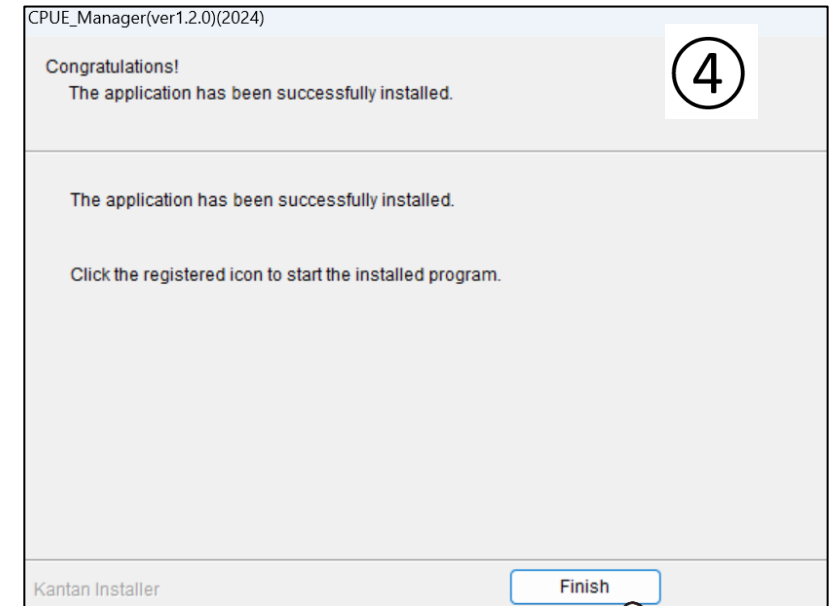 CPUE_Manager(ver1.2.0)(2024)
Congratulations!
The application has been successfully installed.
④
The application has been successfully installed.
Click the registered icon to start the installed program.
Kantan Installer
Finish